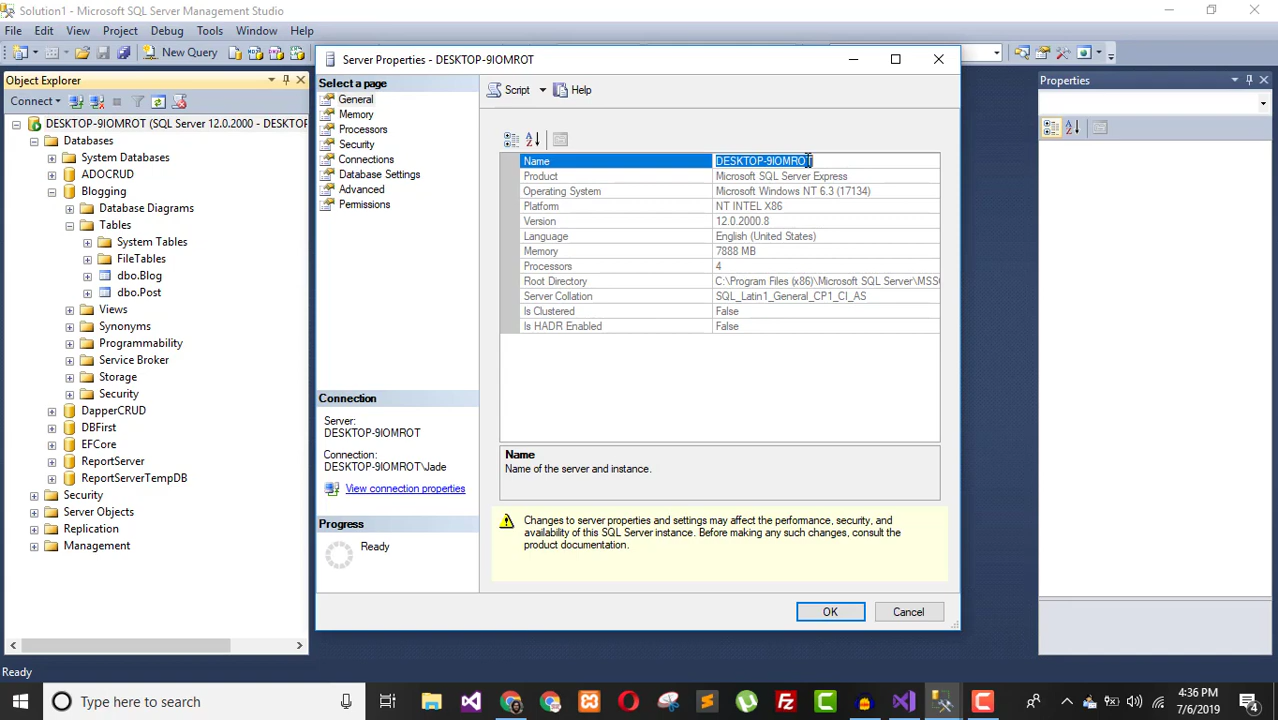 Solution1 - Microsoft SQL Server Management Studio
File Edit View Project Debug Tools Window Help
New Query
Object Explorer
Connect
DESKTOP-9IOMROT (SQL Server 12.0.2000 - DESKTOP
Databases
System Databases
ADOCRUD
Blogging
Database Diagrams
Tables
System Tables
FileTables
dbo.Blog
dbo.Post
Views
Synonyms
Programmability
Service Broker
Storage
Security
DapperCRUD
DBFirst
EFCore
ReportServer
ReportServerTempDB
Security
Server Objects
Replication
Management
Server Properties - DESKTOP-9IOMROT
Select a page
General
Memory
Processors
Security
Connections
Database Settings
Advanced
Permissions
Connection
Server:
DESKTOP-9IOMROT
Connection:
DESKTOP-9IOMROT\Jade
View connection properties
Progress
Ready
Script Help
Name DESKTOP-9IOMROT
Product Microsoft SQL Server Express
Operating System Microsoft Windows NT 6.3 (17134)
Platform NT INTEL X86
Version 12.0.2000.8
Language English (United States)
Memory 7888 MB
Processors 4
Root Directory C:\Program Files (x86)\Microsoft SQL Server\MSS
Server Collation SQL_Latin1_General_CP1_CI_AS
Is Clustered False
Is HADR Enabled False
Name
Name of the server and instance.
Changes to server properties and settings may affect the performance, security, and
availability of this SQL Server instance. Before making any such changes, consult the
product documentation.
OK Cancel
Properties
Ready
Type here to search
4:36 PM
7/6/2019
4